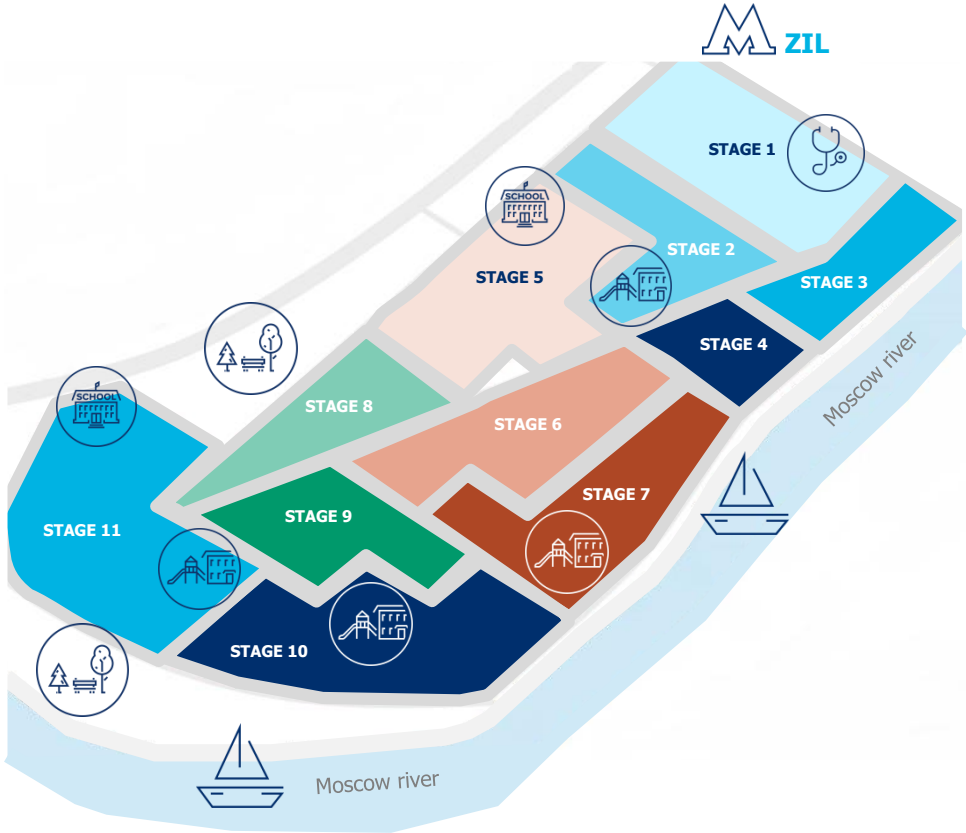 ZIL
STAGE 1
SCHOOL
STAGE 2
STAGE 5
STAGE 3
STAGE 4
Moscow river
SCHOOL
STAGE 8
STAGE 6
STAGE 7
STAGE 9
STAGE 11
STAGE 10
Moscow river